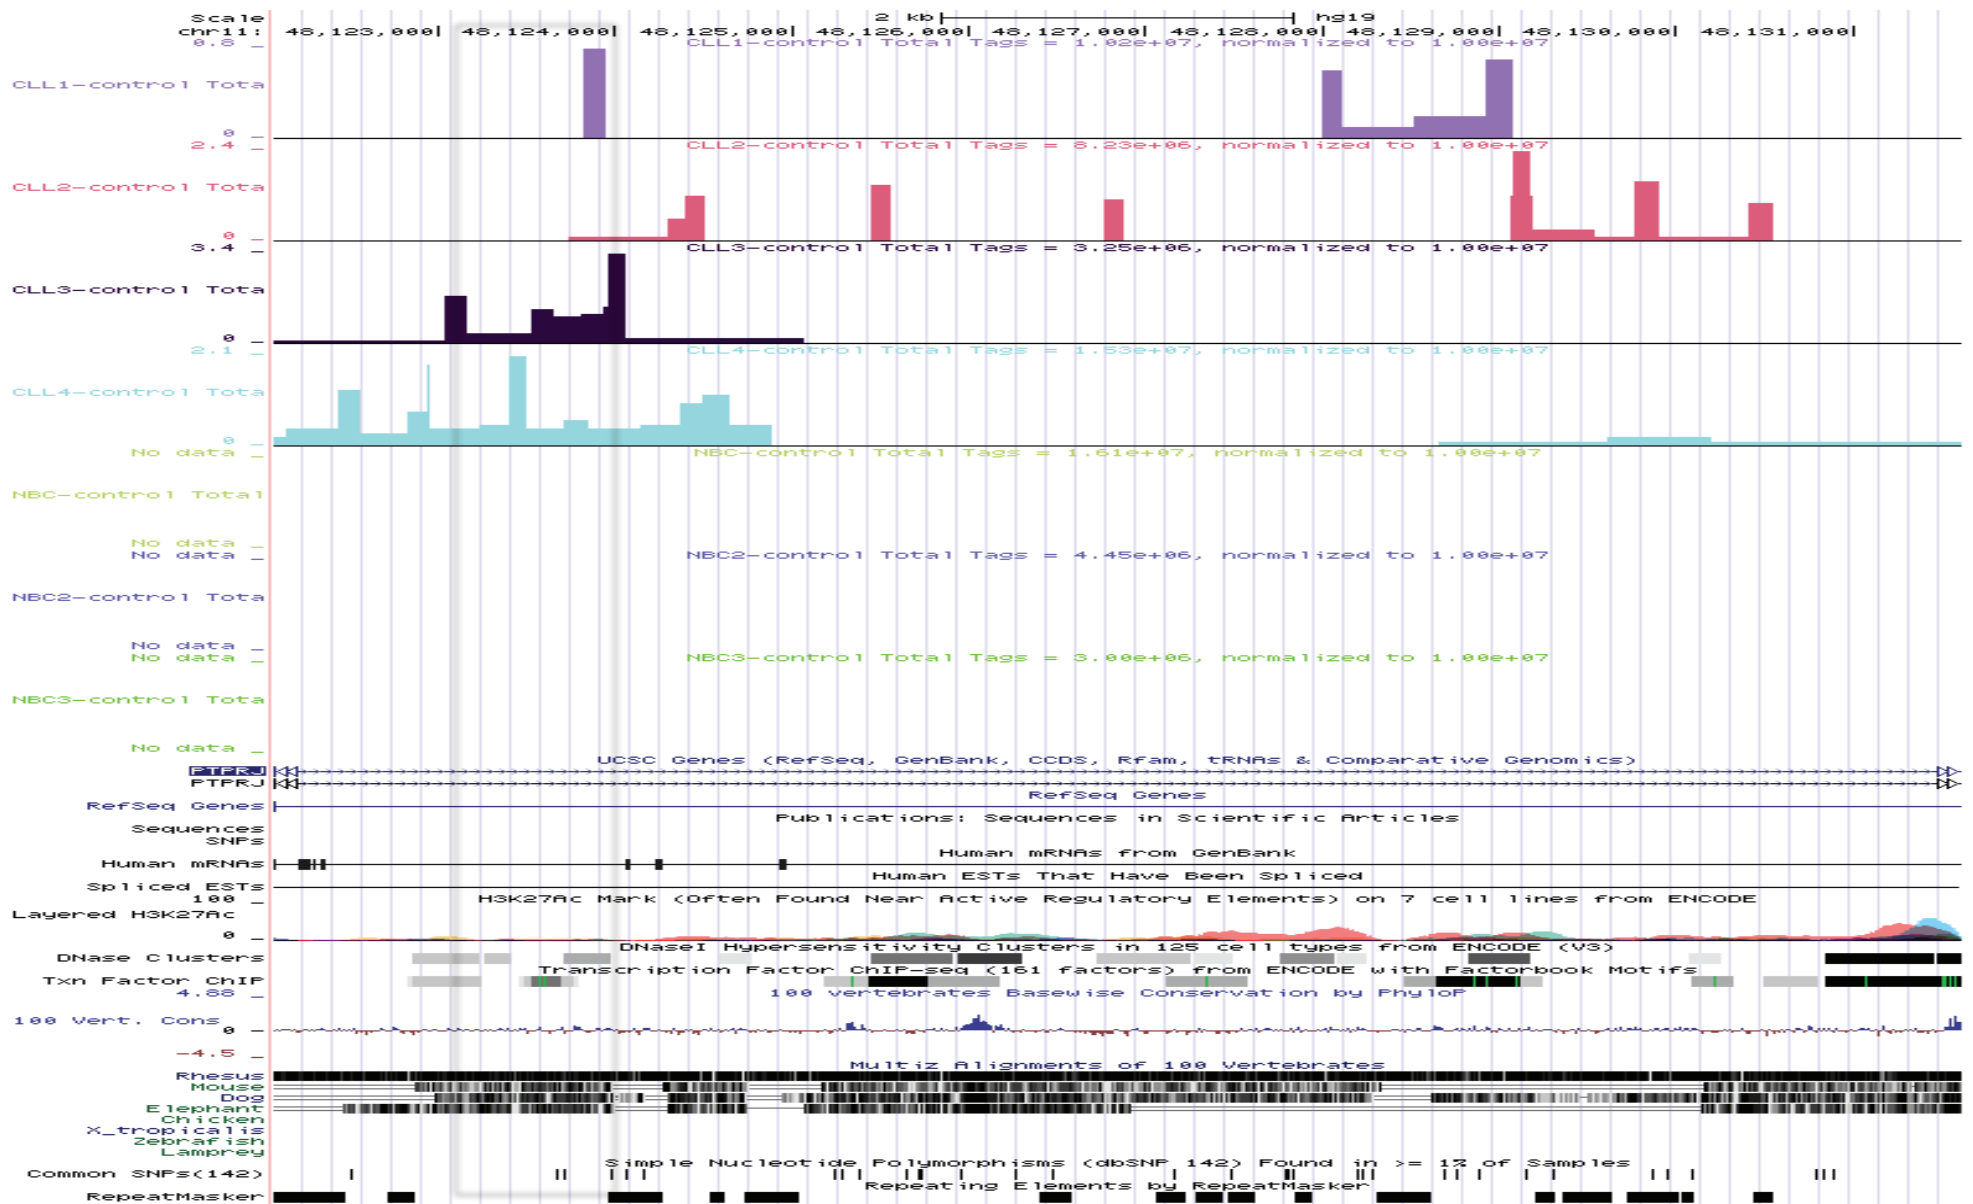 Scale 2 kb hg19
chr11: 48,123,000| 48,124,000| 48,125,000| 48,126,000| 48,127,000| 48,128,000| 48,129,000| 48,130,000| 48,131,000|
0.8 _ CLL1-control Total Tags = 1.02e+07, normalized to 1.00e+07
CLL1-control Tota
0 _
2.4 _ CLL2-control Total Tags = 8.23e+06, normalized to 1.00e+07
CLL2-control Tota
0 _
3.4 _ CLL3-control Total Tags = 3.25e+06, normalized to 1.00e+07
CLL3-control Tota
0 _
2.1 _ CLL4-control Total Tags = 1.53e+07, normalized to 1.00e+07
CLL4-control Tota
0 _
No data _ NBC-control Total Tags = 1.61e+07, normalized to 1.00e+07
NBC-control Total
No data _
No data _ NBC2-control Total Tags = 4.45e+06, normalized to 1.00e+07
NBC2-control Tota
No data _
No data _ NBC3-control Total Tags = 3.00e+06, normalized to 1.00e+07
NBC3-control Tota
No data _
UCSC Genes (RefSeq, GenBank, CCDS, Rfam, tRNAs & Comparative Genomics)
PTPRJ
PTPRJ
RefSeq Genes
RefSeq Genes
Publications: Sequences in Scientific Articles
Sequences
SNPs
Human mRNAs from GenBank
Human mRNAs
Human ESTs That Have Been Spliced
Spliced ESTs
100 _ H3K27Ac Mark (Often Found Near Active Regulatory Elements) on 7 cell lines from ENCODE
Layered H3K27Ac
0 _
DNaseI Hypersensitivity Clusters in 125 cell types from ENCODE (V3)
DNase Clusters
Transcription Factor ChIP-seq (161 factors) from ENCODE with Factorbook Motifs
Txn Factor ChIP
4.88 _ 100 vertebrates Basewise Conservation by PhyloP
100 Vert. Cons
0 _
-4.5 _
Multiz Alignments of 100 Vertebrates
Rhesus
Mouse
Dog
Elephant
Chicken
X_tropicalis
Zebrafish
Lamprey
Simple Nucleotide Polymorphisms (dbSNP 142) Found in >= 1% of Samples
Common SNPs(142)
Repeating Elements by RepeatMasker
RepeatMasker